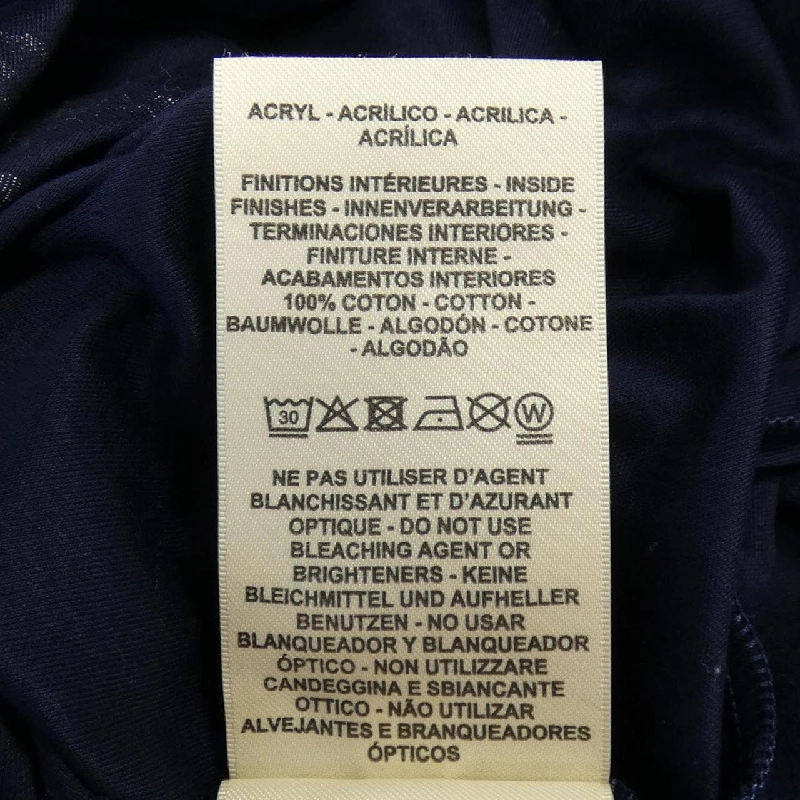 ACRYL - ACRÍLICO - ACRILICA -
ACRÍLICA
FINITIONS INTÉRIEURES - INSIDE
FINISHES - INNENVERARBEITUNG -
TERMINACIONES INTERIORES -
FINITURE INTERNE -
ACABAMENTOS INTERIORES
100% COTON - COTTON -
BAUMWOLLE - ALGODÓN - COTONE
- ALGODÃO
30 W
NE PAS UTILISER D'AGENT
BLANCHISSANT ET D'AZURANT
OPTIQUE - DO NOT USE
BLEACHING AGENT OR
BRIGHTENERS - KEINE
BLEICHMITTEL UND AUFHELLER
BENUTZEN - NO USAR
BLANQUEADOR Y BLANQUEADOR
ÓPTICO - NON UTILIZZARE
CANDEGGINA E SBIANCANTE
OTTICO - NÃO UTILIZAR
ALVEJANTES E BRANQUEADORES
ÓPTICOS